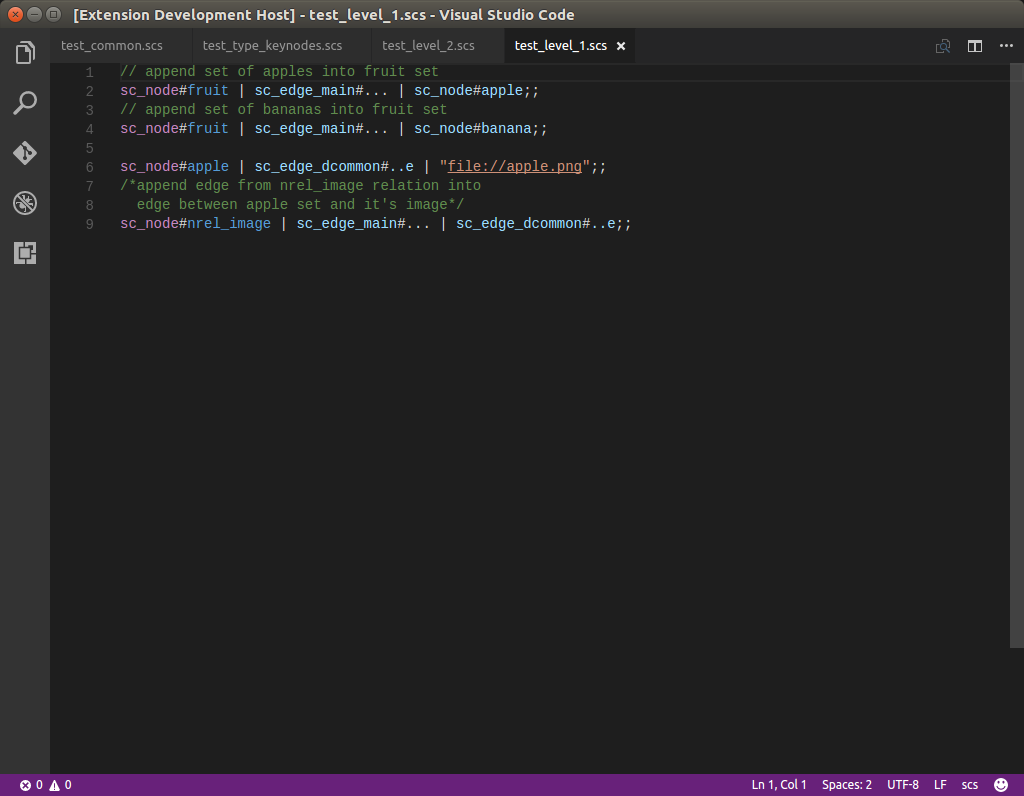 [Extension Development Host] - test_level_1.scs - Visual Studio Code
test_common.scs test_type_keynodes.scs test_level_2.scs test_level_1.scs
1 // append set of apples into fruit set
2 sc_node#fruit | sc_edge_main#... | sc_node#apple;;
3 // append set of bananas into fruit set
4 sc_node#fruit | sc_edge_main#... | sc_node#banana;;
5
6 sc_node#apple | sc_edge_dcommon#..e | "file://apple.png";;
7 /*append edge from nrel_image relation into
8   edge between apple set and it's image*/
9 sc_node#nrel_image | sc_edge_main#... | sc_edge_dcommon#..e;;
0 0 Ln 1, Col 1 Spaces: 2 UTF-8 LF scs